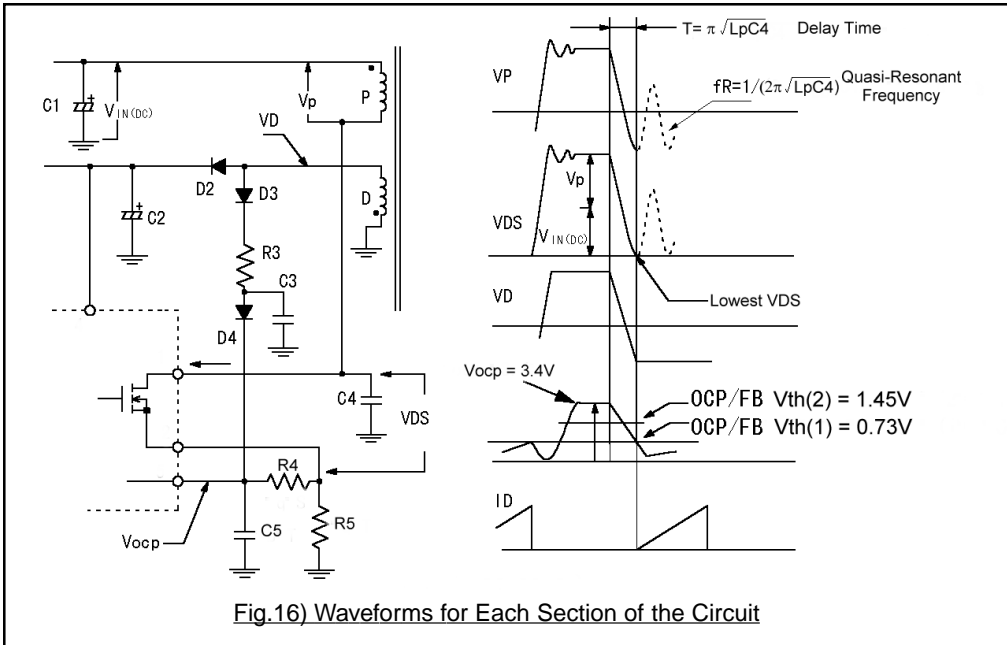 C1
+
VIN(DC)
Vp
P
VD
D2
D3
D
+
C2
R3
C3
D4
C4
VDS
R4
C5
R5
Vocp
T= π √LpC4 Delay Time
VP
fR=1/(2π√LpC4) Quasi-Resonant
Frequency
Vp
VDS
VIN(DC)
Lowest VDS
VD
Vocp = 3.4V
OCP/FB Vth(2) = 1.45V
OCP/FB Vth(1) = 0.73V
ID
Fig.16) Waveforms for Each Section of the Circuit